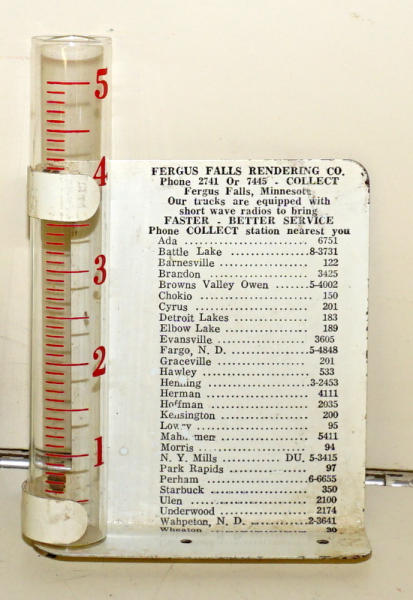 5
4
3
2
1
FERGUS FALLS RENDERING CO.
Phone 2741 Or 7445 - COLLECT
Fergus Falls, Minnesota
Our trucks are equipped with
short wave radios to bring
FASTER - BETTER SERVICE
Phone COLLECT station nearest you
Ada ........................ 6751
Battle Lake ................8-3731
Barnesville ................ 122
Brandon .................... 3425
Browns Valley Owen .......5-4002
Chokio ..................... 150
Cyrus ...................... 201
Detroit Lakes .............. 183
Elbow Lake ................. 189
Evansville ................ 3605
Fargo, N. D. ..............5-4848
Graceville ................. 201
Hawley ..................... 533
Henning ...................3-2453
Herman ..................... 4111
Hoffman .................... 2035
Kensington ................. 200
Lowry ...................... 95
Mahnomen ................... 5411
Morris ..................... 94
N. Y. Mills ........... DU. 5-3415
Park Rapids ................ 97
Perham ....................6-6655
Starbuck ................... 350
Ulen ....................... 2100
Underwood .................. 2174
Wahpeton, N. D. ...........2-3641
Wheaton .................... 30